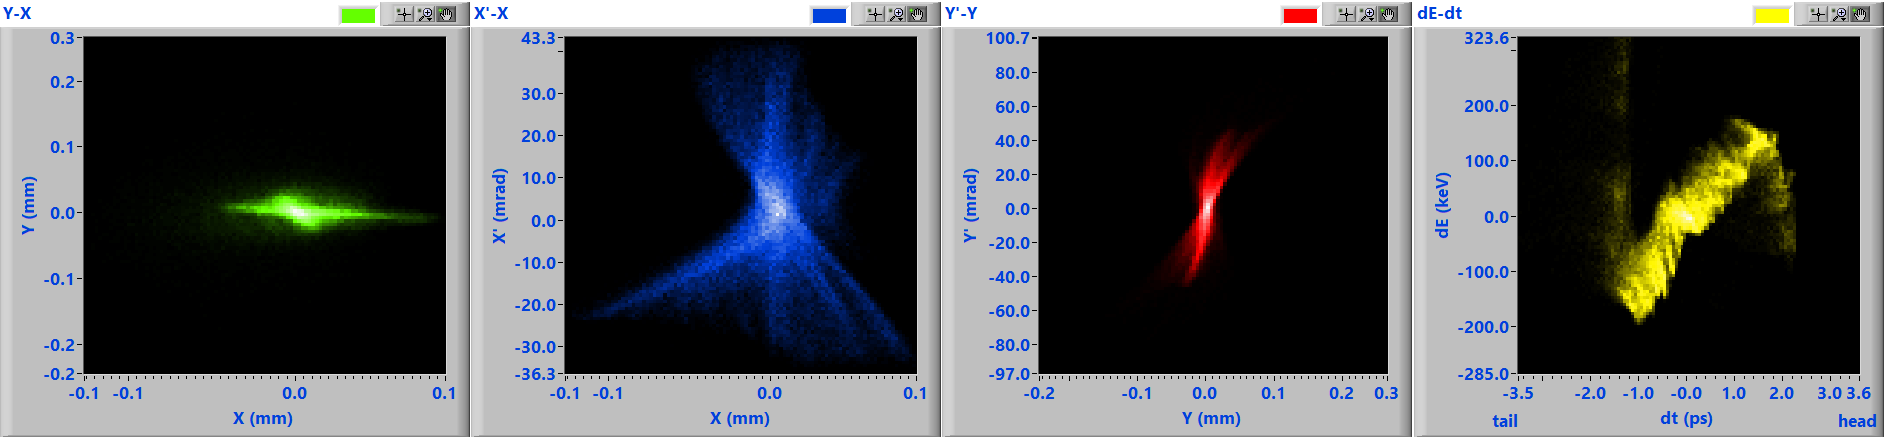 Y-X
0.3
0.2
0.1
0.0
-0.1
-0.2
-0.2
Y (mm)
-0.1 -0.1 0.0 0.1
X (mm)
X'-X
43.3
30.0
20.0
10.0
0.0
-10.0
-20.0
-30.0
-36.3
X' (mrad)
-0.1 -0.1 0.0 0.1
X (mm)
Y'-Y
100.7
80.0
60.0
40.0
20.0
0.0
-20.0
-40.0
-60.0
-80.0
-97.0
Y' (mrad)
-0.2 -0.1 0.0 0.1 0.2 0.3
Y (mm)
dE-dt
323.6
200.0
100.0
0.0
-100.0
-200.0
-285.0
dE (keV)
-3.5 -2.0 -1.0 -0.0 1.0 2.0 3.0 3.6
tail dt (ps) head